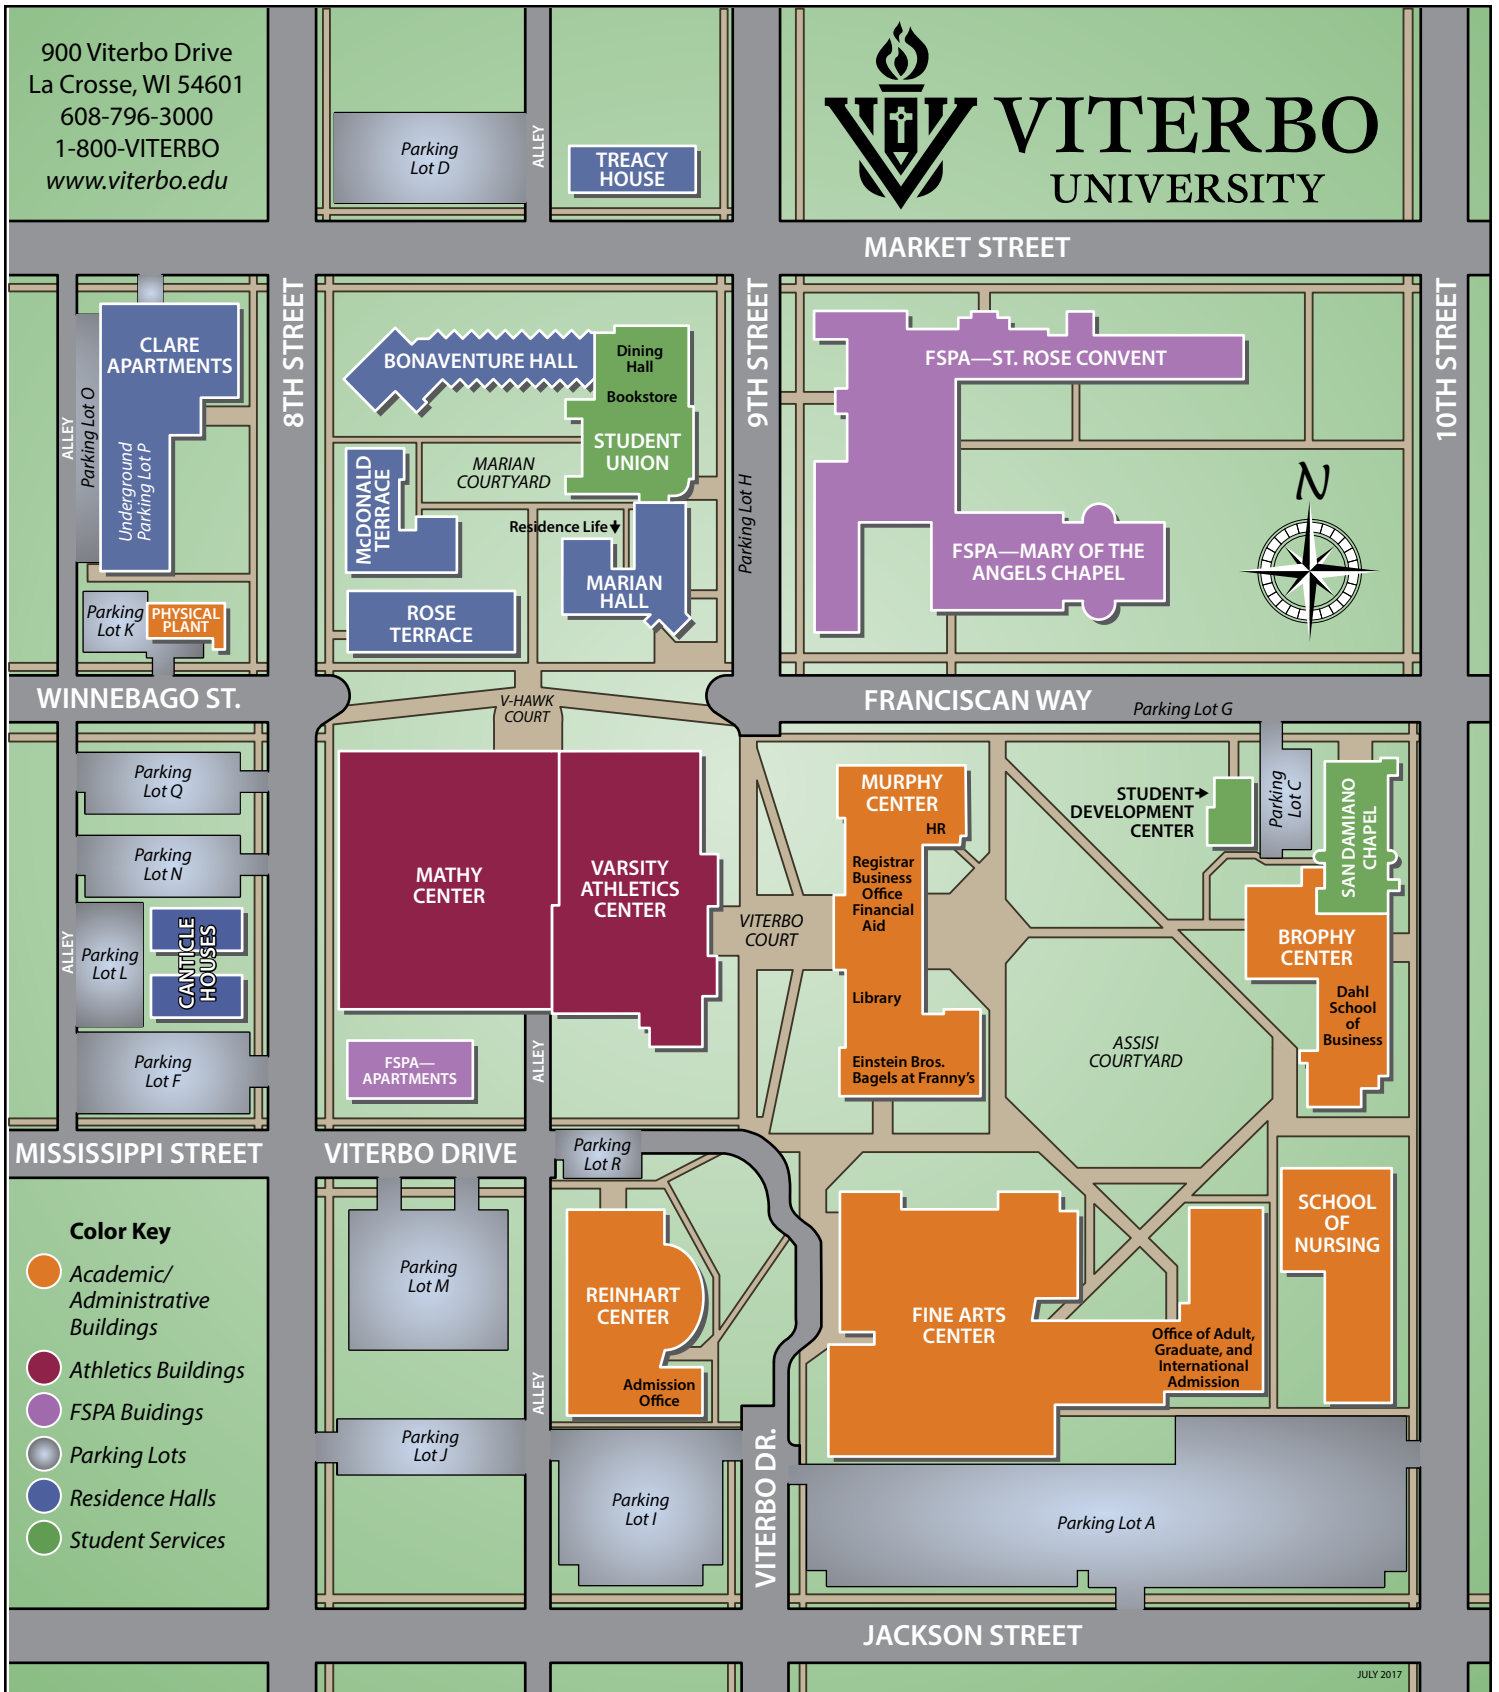 900 Viterbo Drive
La Crosse, WI 54601
608-796-3000
1-800-VITERBO
www.viterbo.edu
Parking
Lot D
ALLEY
TREACY
HOUSE
VITERBO
UNIVERSITY
MARKET STREET
8TH STREET
9TH STREET
10TH STREET
CLARE
APARTMENTS
Underground
Parking Lot P
Parking Lot O
ALLEY
BONAVENTURE HALL
Dining
Hall
Bookstore
STUDENT
UNION
MARIAN
COURTYARD
McDONALD
TERRACE
Residence Life
MARIAN
HALL
ROSE
TERRACE
Parking Lot H
FSPA—ST. ROSE CONVENT
FSPA—MARY OF THE
ANGELS CHAPEL
N
Parking
Lot K
PHYSICAL
PLANT
WINNEBAGO ST.
V-HAWK
COURT
FRANCISCAN WAY
Parking Lot G
Parking
Lot Q
Parking
Lot N
ALLEY
Parking
Lot L
CANTICLE
HOUSES
Parking
Lot F
MATHY
CENTER
VARSITY
ATHLETICS
CENTER
VITERBO
COURT
MURPHY
CENTER
HR
Registrar
Business
Office
Financial
Aid
Library
Einstein Bros.
Bagels at Franny's
STUDENT
DEVELOPMENT
CENTER
Parking
Lot C
SAN DAMIANO
CHAPEL
BROPHY
CENTER
Dahl
School
of
Business
ASSISI
COURTYARD
FSPA—
APARTMENTS
ALLEY
MISSISSIPPI STREET
VITERBO DRIVE
Parking
Lot R
Color Key
Academic/
Administrative
Buildings
Athletics Buildings
FSPA Buidings
Parking Lots
Residence Halls
Student Services
Parking
Lot M
REINHART
CENTER
Admission
Office
ALLEY
Parking
Lot J
Parking
Lot I
VITERBO DR.
FINE ARTS
CENTER
Office of Adult,
Graduate, and
International
Admission
SCHOOL
OF
NURSING
Parking Lot A
JACKSON STREET
JULY 2017